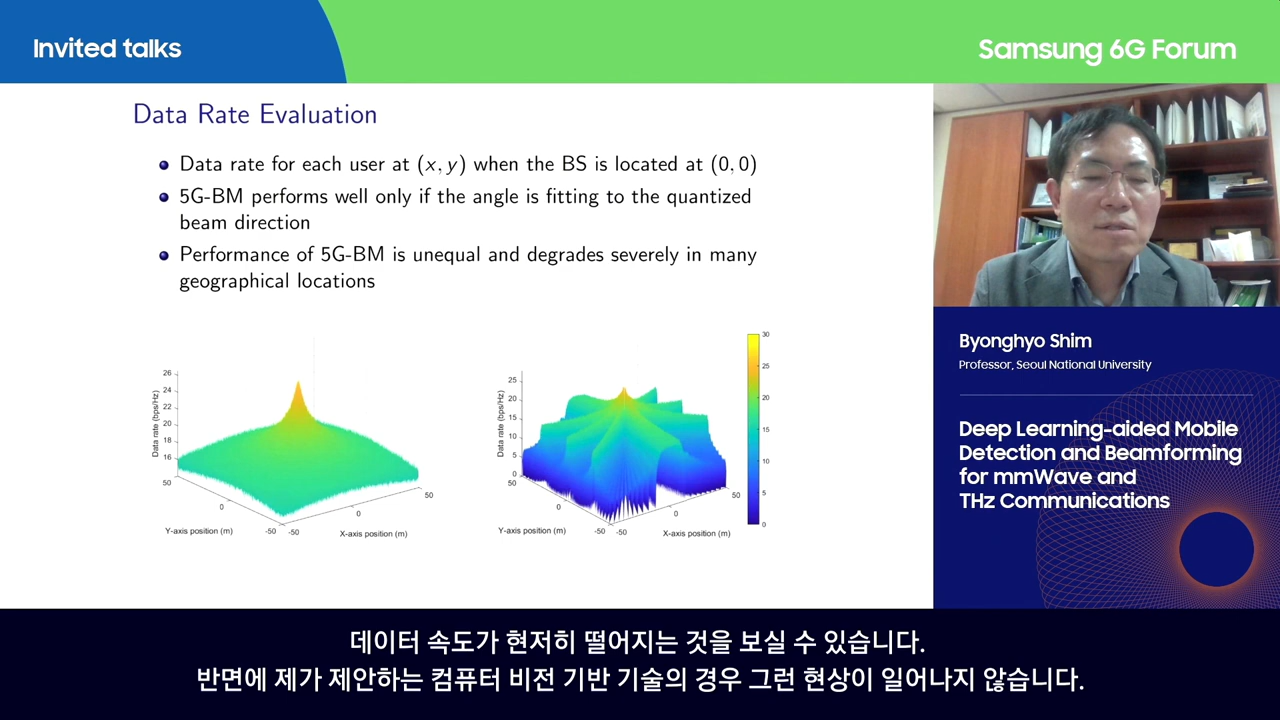 Invited talks
Samsung 6G Forum
Data Rate Evaluation
Data rate for each user at (x, y) when the BS is located at (0, 0)
5G-BM performs well only if the angle is fitting to the quantized
beam direction
Performance of 5G-BM is unequal and degrades severely in many
geographical locations
26
24
22
20
18
16
Data rate (bps/Hz)
50
0
-50
Y-axis position (m)
-50
0
50
X-axis position (m)
25
20
15
10
5
0
Data rate (bps/Hz)
50
0
-50
Y-axis position (m)
-50
0
50
X-axis position (m)
30
25
20
15
10
5
0
Byonghyo Shim
Professor, Seoul National University
Deep Learning-aided Mobile
Detection and Beamforming
for mmWave and
THz Communications
데이터 속도가 현저히 떨어지는 것을 보실 수 있습니다.
반면에 제가 제안하는 컴퓨터 비전 기반 기술의 경우 그런 현상이 일어나지 않습니다.